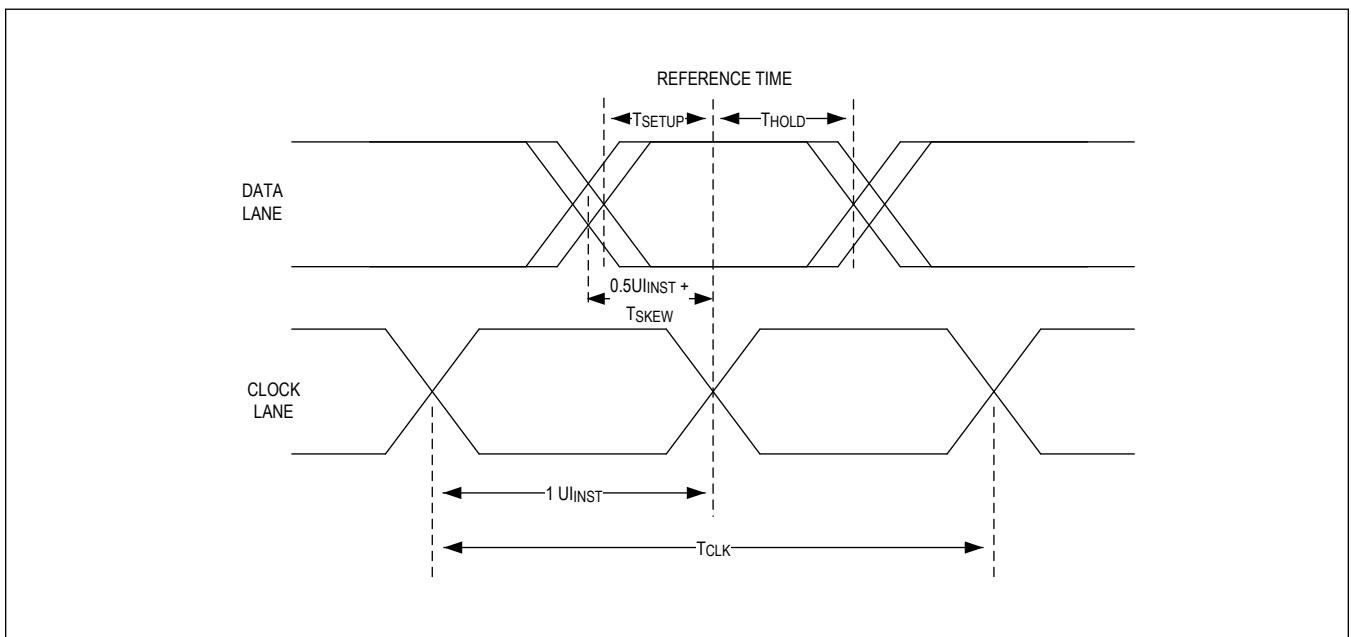 REFERENCE TIME
TSETUP
THOLD
DATA
LANE
0.5UIINST +
TSKEW
CLOCK
LANE
1 UIINST
TCLK